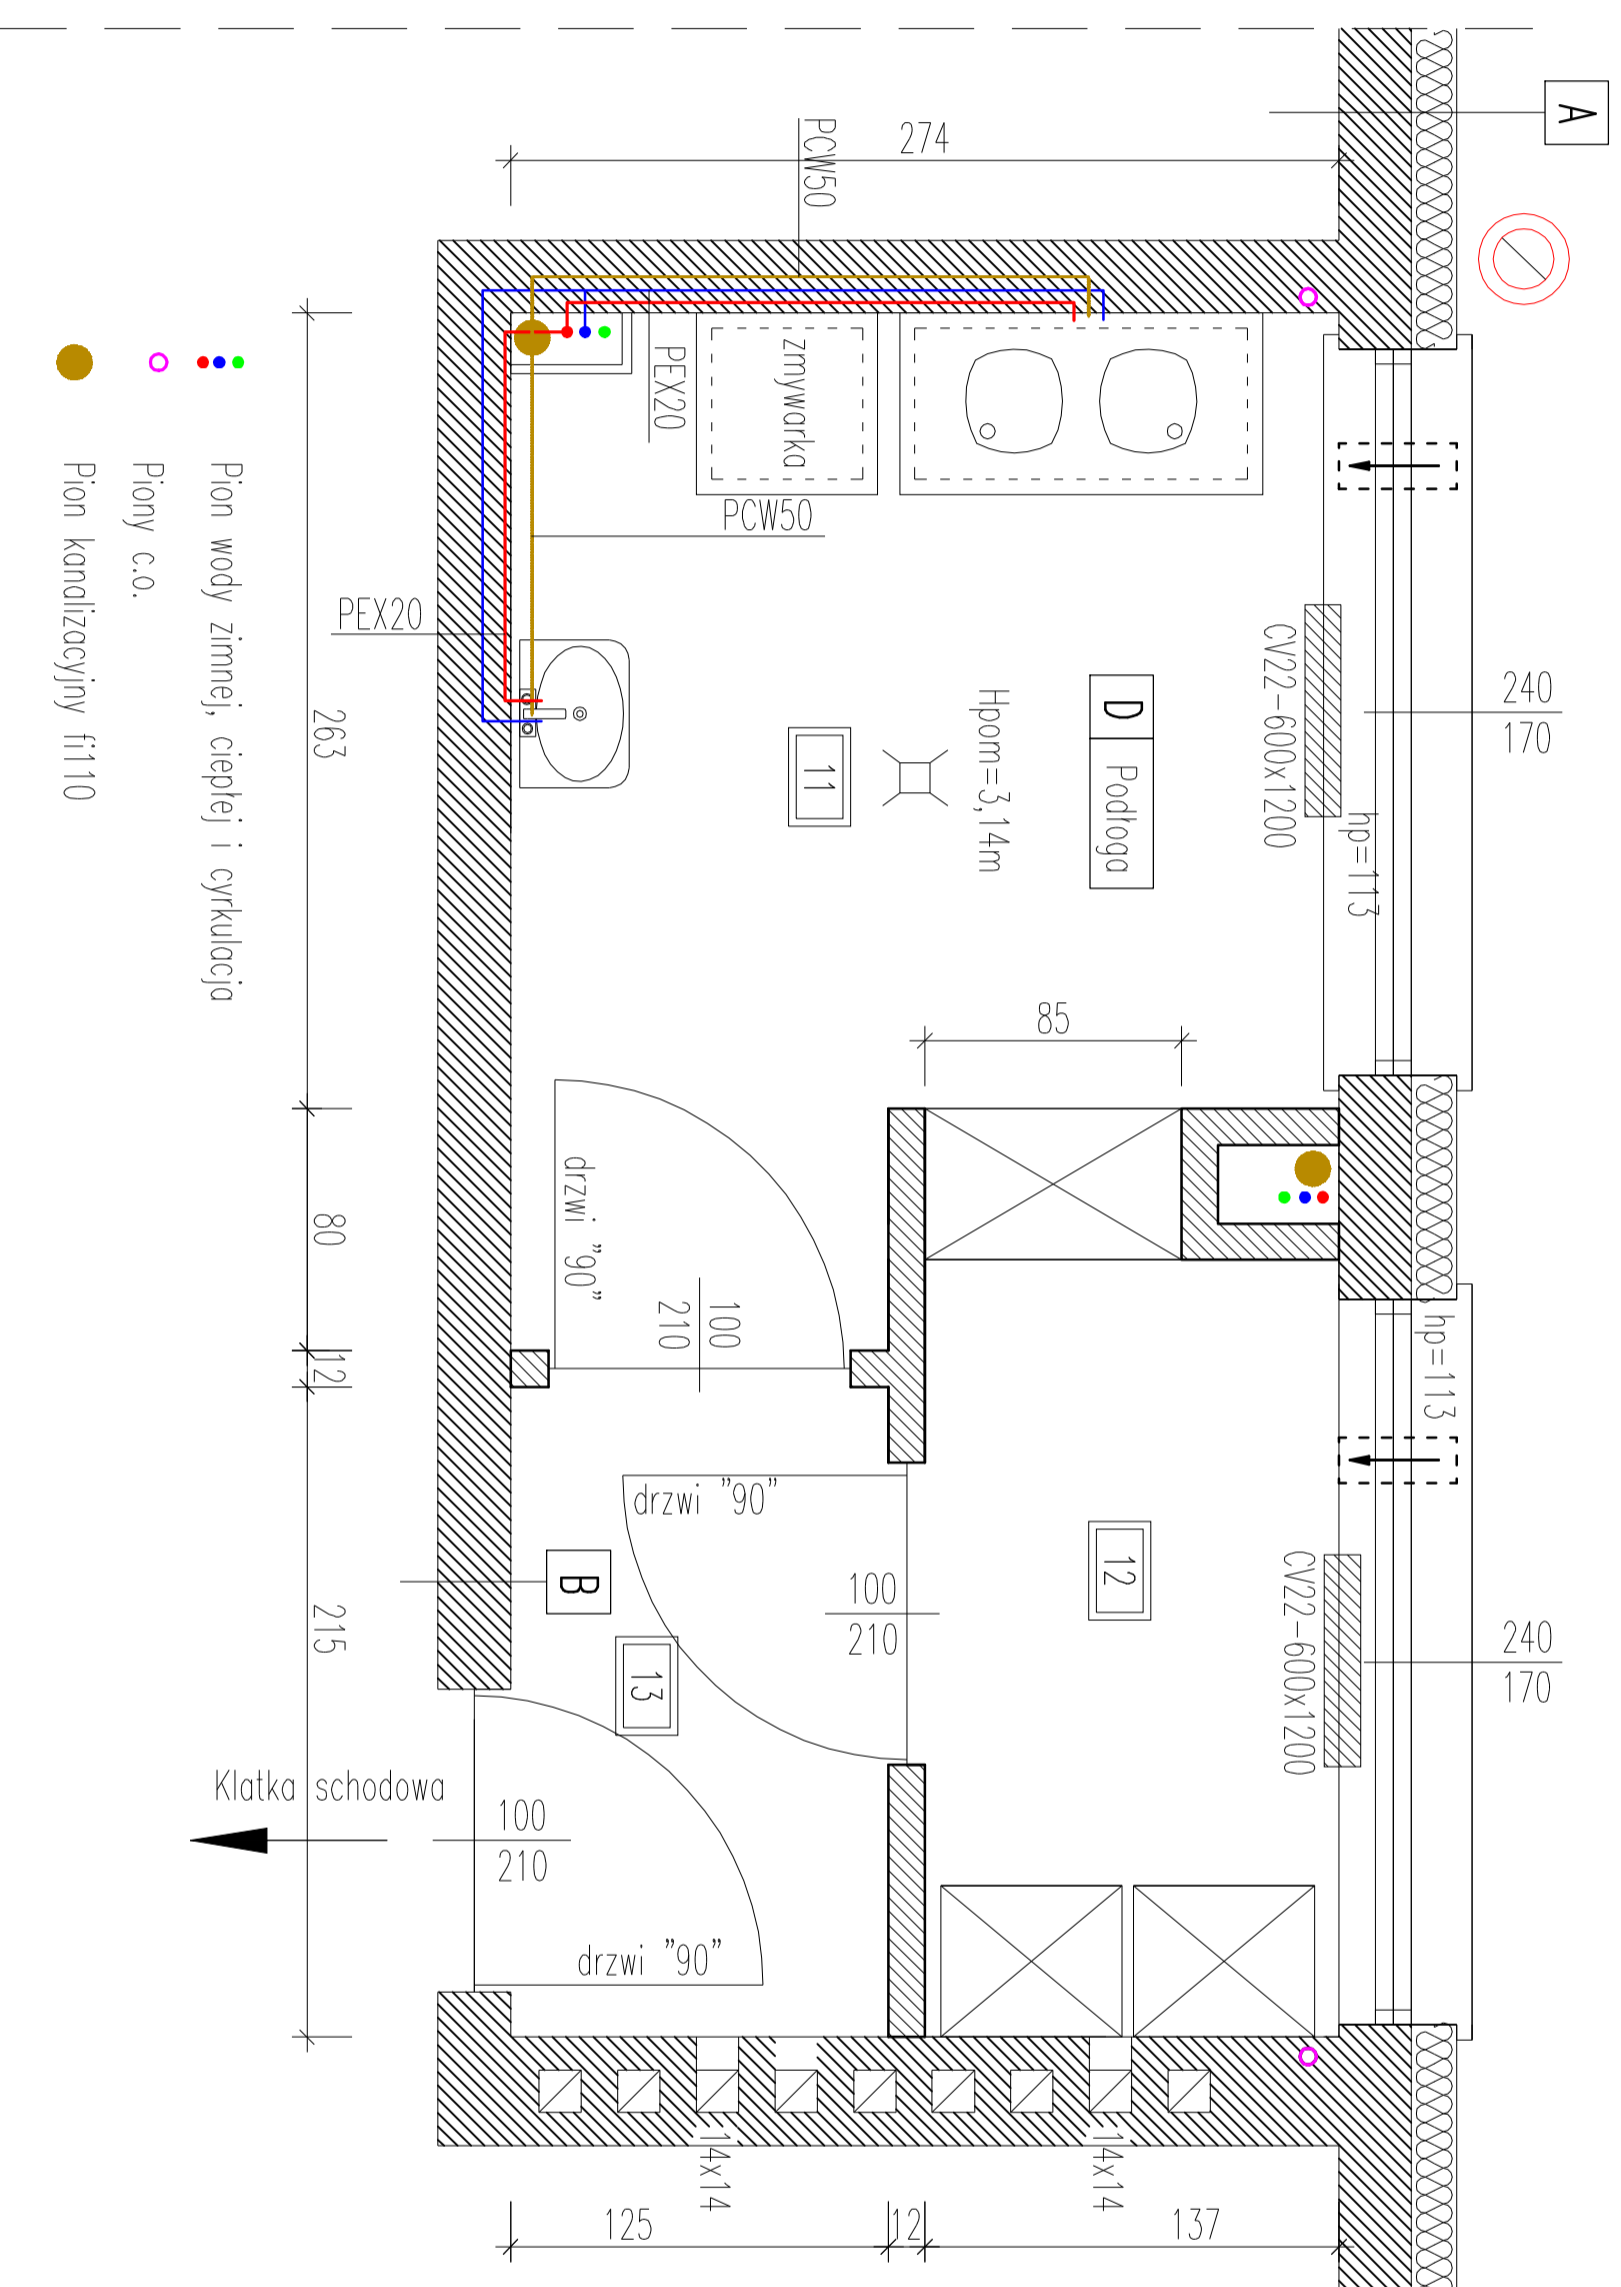 A
274
PCW50
zmywarka
PEX20
PCW50
PEX20
240
170
CV22-600x1200
hp=113
D
Podłoga
Hpom=3,14m
11
263
Pion wody zimnej, ciepłej i cyrkulacja
Piony c.o.
Pion kanalizacyjny fi110
85
drzwi "90"
80
100
210
12
hp=113
drzwi "90"
12
100
210
B
13
215
CV22-600x1200
240
170
Klatka schodowa
100
210
drzwi "90"
14x14
14x14
125
12
137